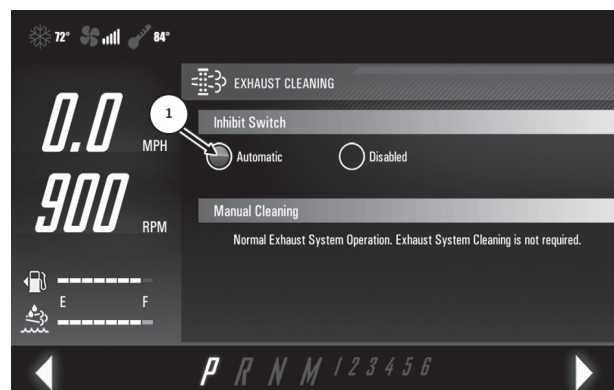 72° 84°
EXHAUST CLEANING
0.0 MPH
1
Inhibit Switch
Automatic Disabled
900 RPM
Manual Cleaning
Normal Exhaust System Operation. Exhaust System Cleaning is not required.
E F
P R N M 1 2 3 4 5 6